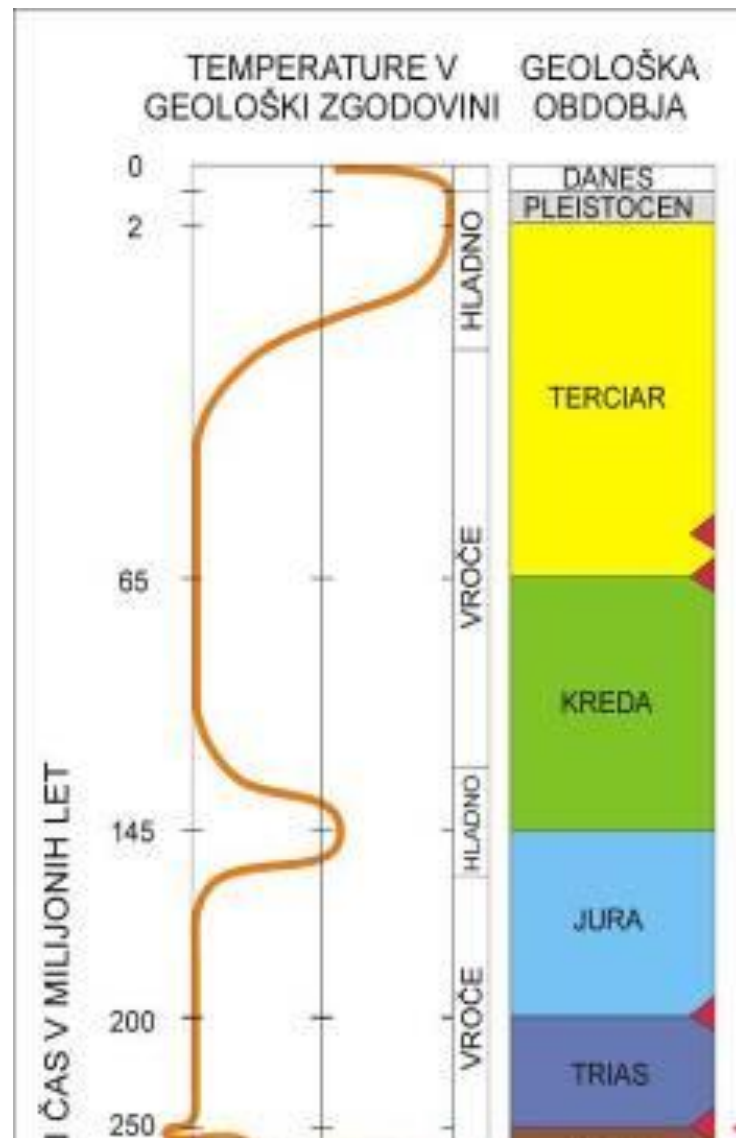 TEMPERATURE V
GEOLOŠKI ZGODOVINI
GEOLOŠKA
OBDOBJA
0
2
65
145
200
250
I ČAS V MILIJONIH LET
HLADNO
VROČE
HLADNO
VROČE
DANES
PLEISTOCEN
TERCIAR
KREDA
JURA
TRIAS